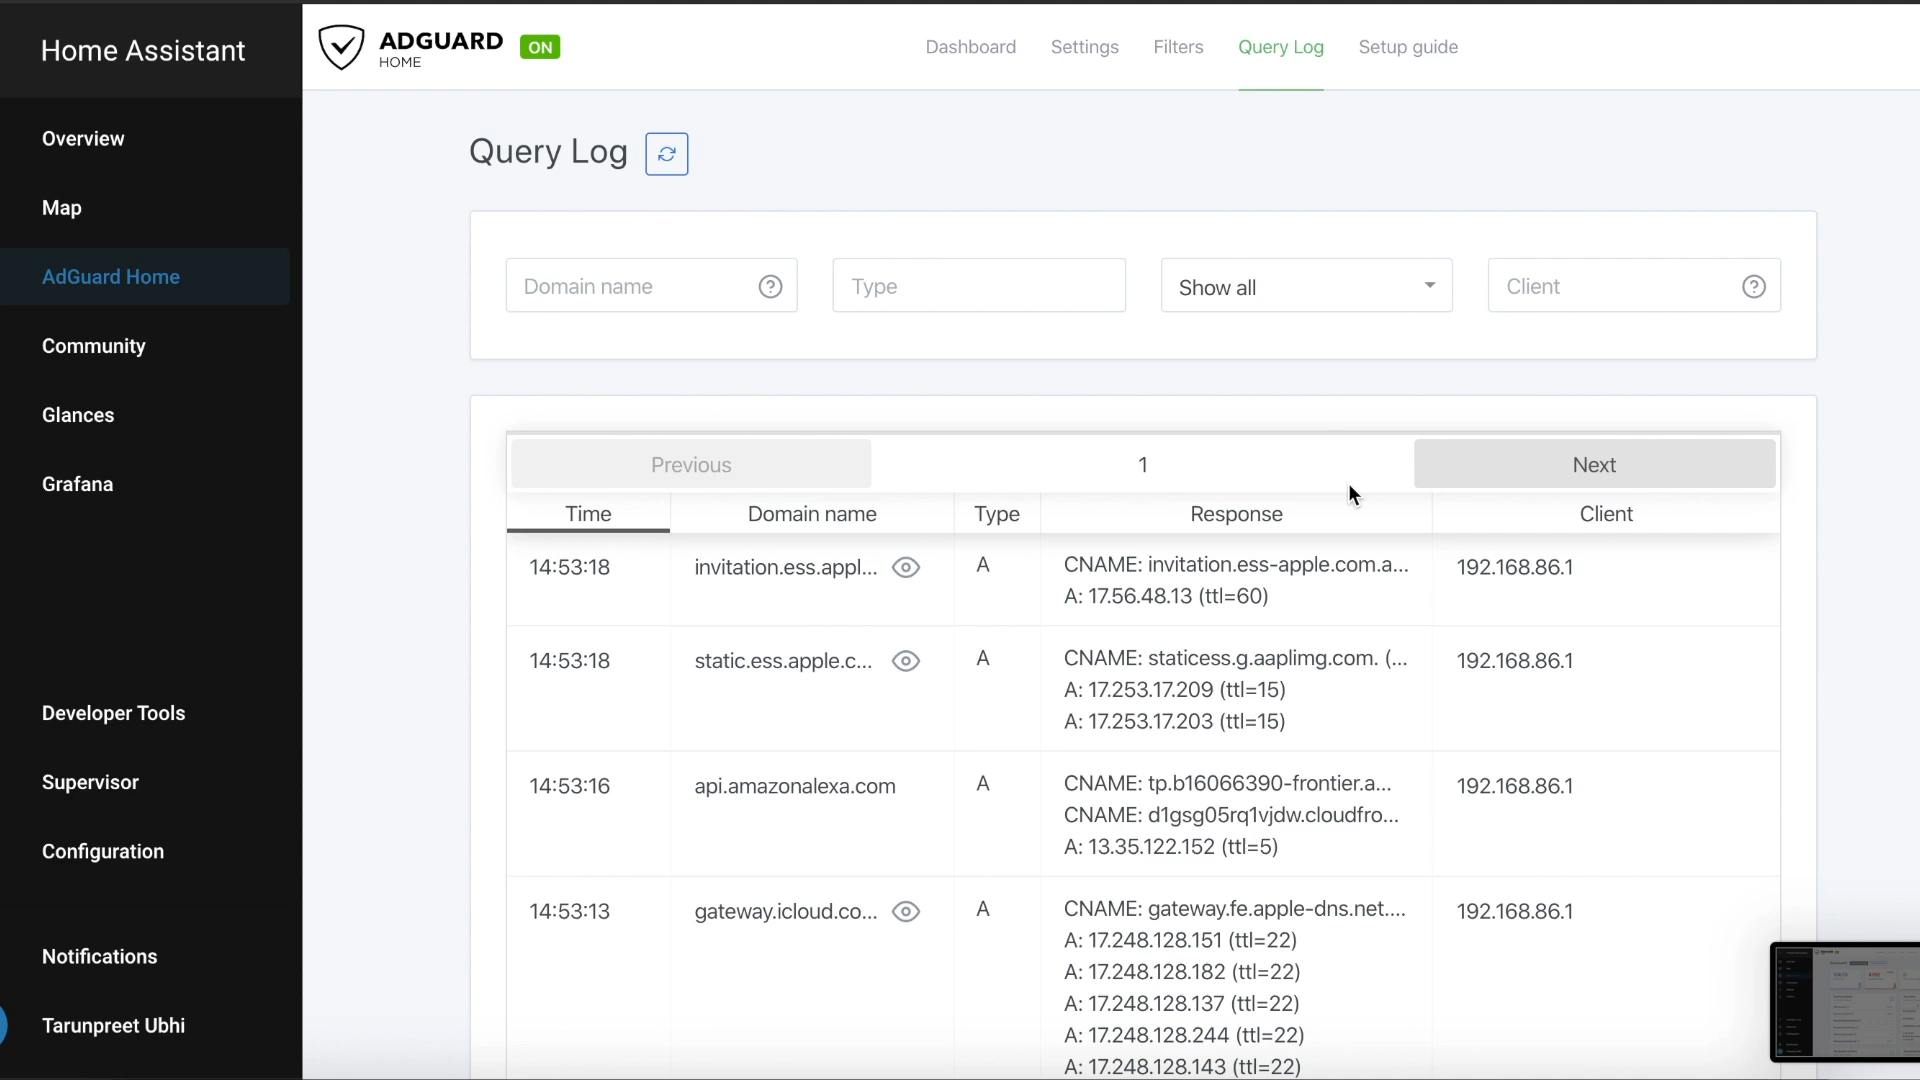 Home Assistant
Overview
Map
AdGuard Home
Community
Glances
Grafana
Developer Tools
Supervisor
Configuration
Notifications
Tarunpreet Ubhi
ADGUARD
HOME
ON
Dashboard
Settings
Filters
Query Log
Setup guide
Query Log
Domain name
?
Type
Show all
Client
?
Previous
1
Next
Time
Domain name
Type
Response
Client
14:53:18
invitation.ess.appl...
A
CNAME: invitation.ess-apple.com.a...
A: 17.56.48.13 (ttl=60)
192.168.86.1
14:53:18
static.ess.apple.c...
A
CNAME: staticess.g.aaplimg.com. (...
A: 17.253.17.209 (ttl=15)
A: 17.253.17.203 (ttl=15)
192.168.86.1
14:53:16
api.amazonalexa.com
A
CNAME: tp.b16066390-frontier.a...
CNAME: d1gsg05rq1vjdw.cloudfro...
A: 13.35.122.152 (ttl=5)
192.168.86.1
14:53:13
gateway.icloud.co...
A
CNAME: gateway.fe.apple-dns.net....
A: 17.248.128.151 (ttl=22)
A: 17.248.128.182 (ttl=22)
A: 17.248.128.137 (ttl=22)
A: 17.248.128.244 (ttl=22)
A: 17.248.128.143 (ttl=22)
192.168.86.1